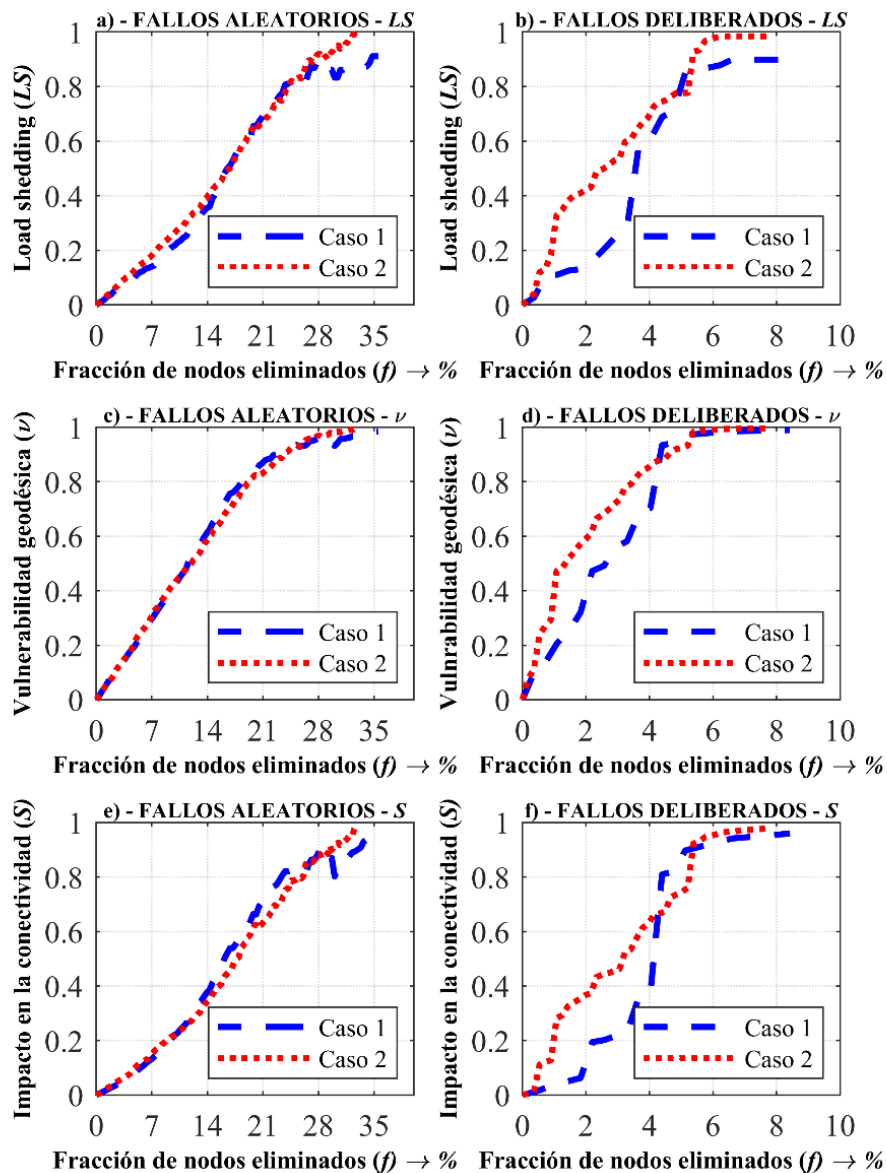 a) - FALLOS ALEATORIOS - LS
Load shedding (LS)
1
0.8
0.6
0.4
0.2
0
Caso 1
Caso 2
0 7 14 21 28 35
Fracción de nodos eliminados (f) → %
b) - FALLOS DELIBERADOS - LS
Load shedding (LS)
1
0.8
0.6
0.4
0.2
0
Caso 1
Caso 2
0 2 4 6 8 10
Fracción de nodos eliminados (f) → %
c) - FALLOS ALEATORIOS - ν
Vulnerabilidad geodésica (ν)
1
0.8
0.6
0.4
0.2
0
Caso 1
Caso 2
0 7 14 21 28 35
Fracción de nodos eliminados (f) → %
d) - FALLOS DELIBERADOS - ν
Vulnrabilidad geodésica (ν)
1
0.8
0.6
0.4
0.2
0
Caso 1
Caso 2
0 2 4 6 8 10
Fracción de nodos eliminados (f) → %
e) - FALLOS ALEATORIOS - S
Impacto en la conectividad (S)
1
0.8
0.6
0.4
0.2
0
Caso 1
Caso 2
0 7 14 21 28 35
Fracción de nodos eliminados (f) → %
f) - FALLOS DELIBERADOS - S
Impacto en la conectividad (S)
1
0.8
0.6
0.4
0.2
0
Caso 1
Caso 2
0 2 4 6 8 10
Fracción de nodos eliminados (f) → %